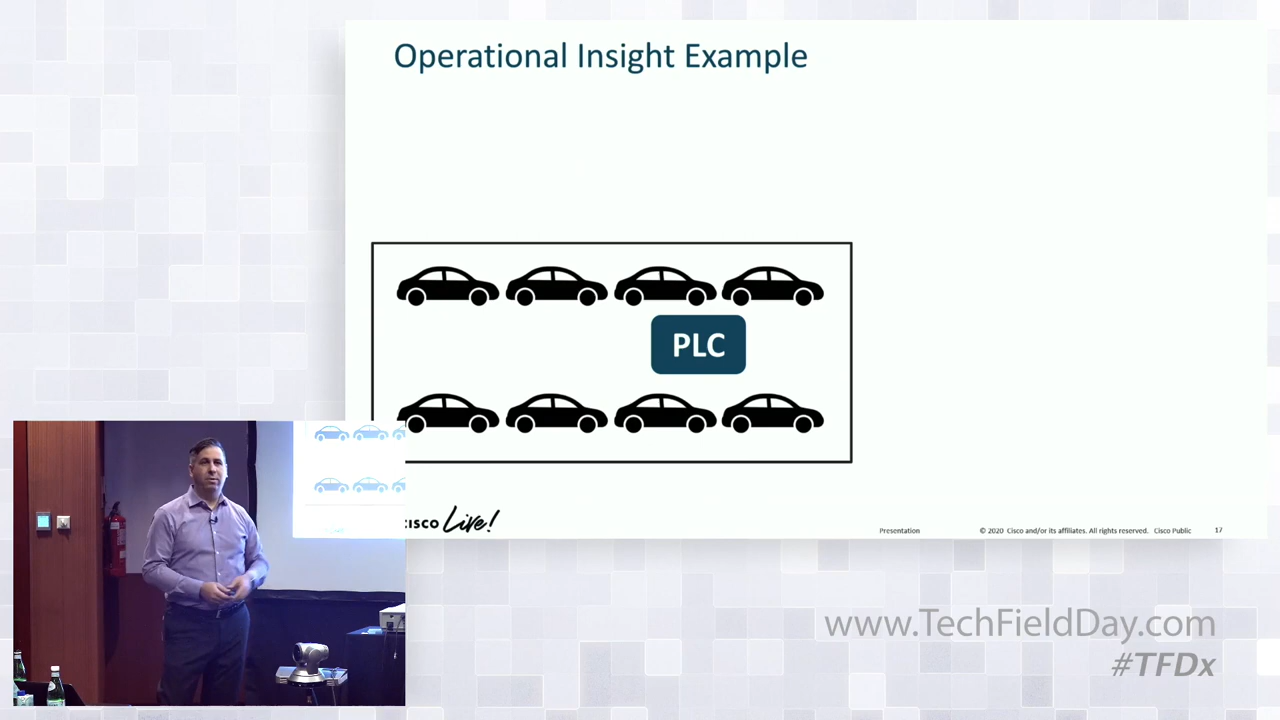 Operational Insight Example
PLC
cisco Live!
Presentation
© 2020 Cisco and/or its affiliates. All rights reserved. Cisco Public
17
www.TechFieldDay.com
#TFDx